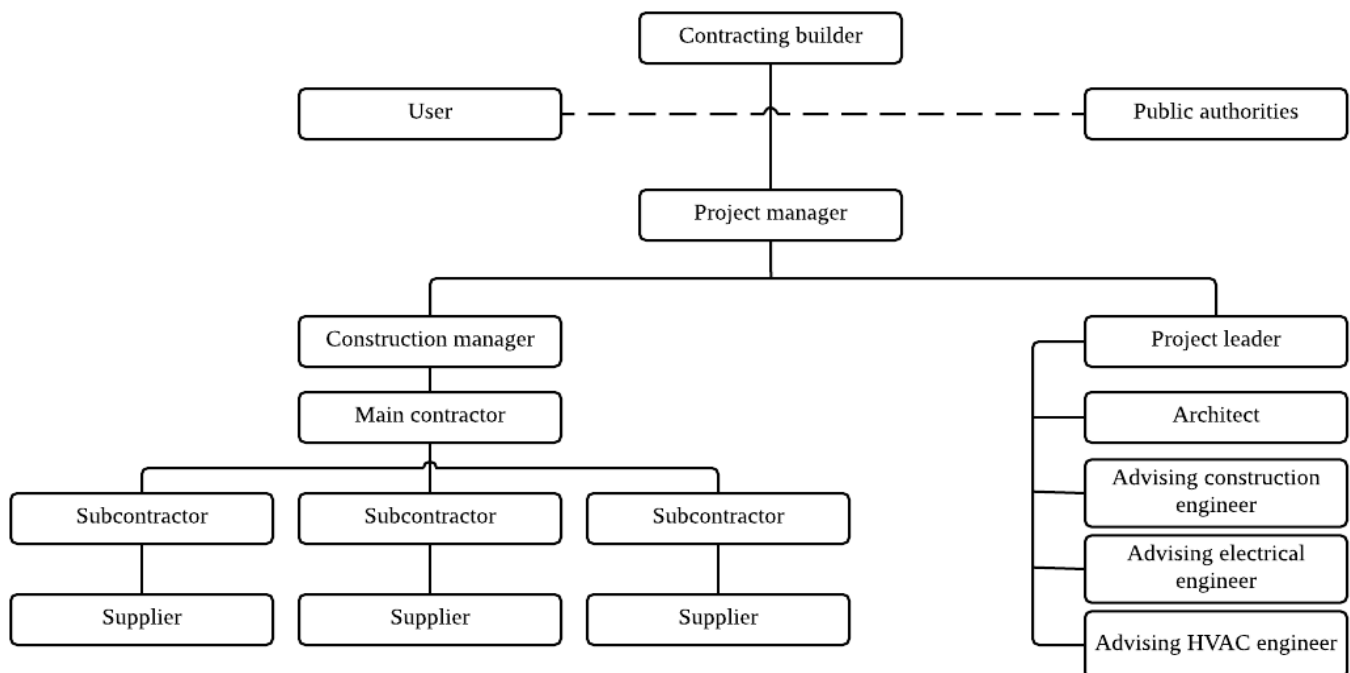 Contracting builder
User
Public authorities
Project manager
Construction manager
Project leader
Main contractor
Architect
Advising construction
engineer
Subcontractor
Subcontractor
Subcontractor
Advising electrical
engineer
Supplier
Supplier
Supplier
Advising HVAC engineer